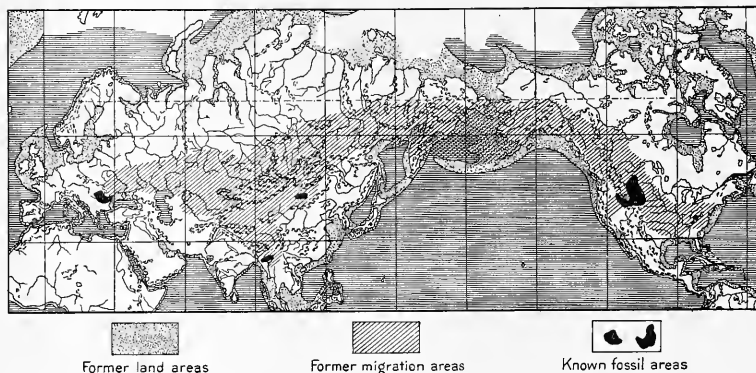 Former land areas
Former migration areas
Known fossil areas